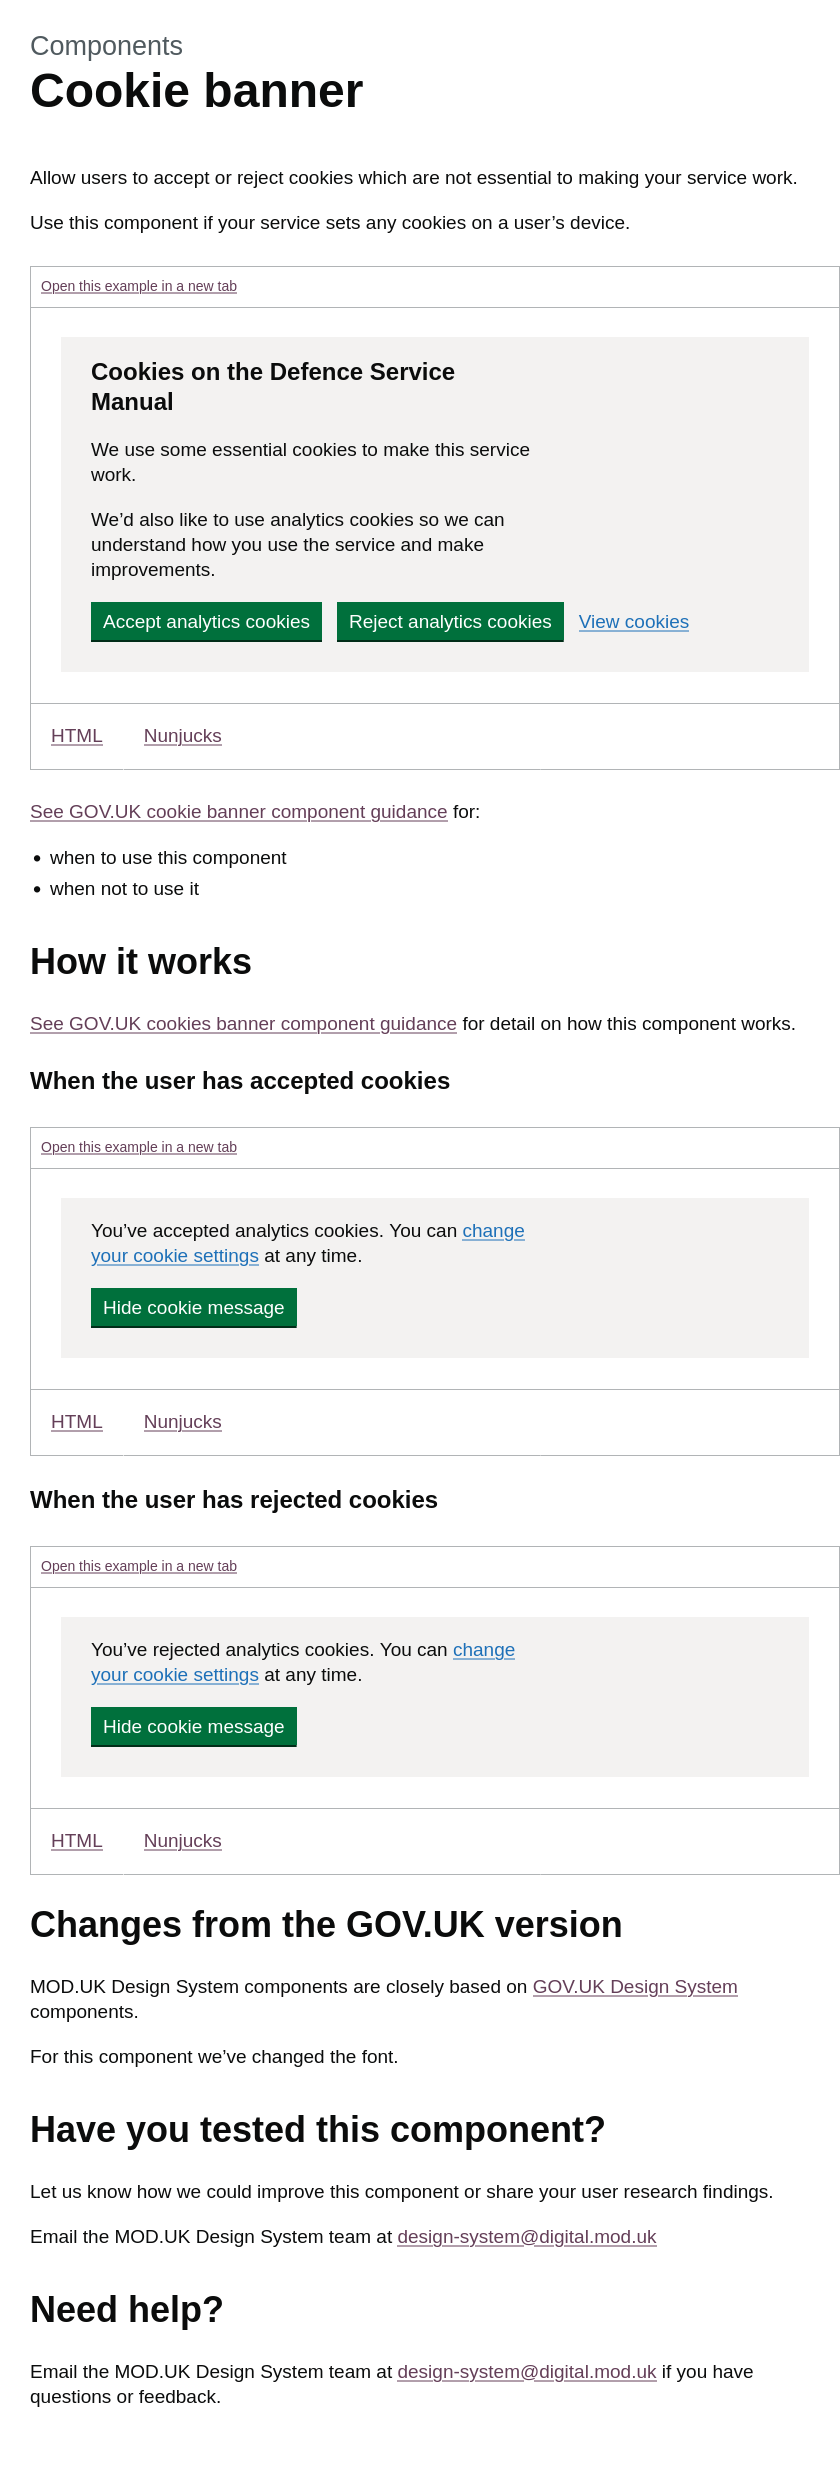 Components
Cookie banner
Allow users to accept or reject cookies which are not essential to making your service work.
Use this component if your service sets any cookies on a user’s device.
Open this example in a new tab
Cookies on the Defence Service
Manual
We use some essential cookies to make this service
work.
We’d also like to use analytics cookies so we can
understand how you use the service and make
improvements.
Accept analytics cookies Reject analytics cookies View cookies
HTML Nunjucks
See GOV.UK cookie banner component guidance for:
• when to use this component
• when not to use it
How it works
See GOV.UK cookies banner component guidance for detail on how this component works.
When the user has accepted cookies
Open this example in a new tab
You’ve accepted analytics cookies. You can change
your cookie settings at any time.
Hide cookie message
HTML Nunjucks
When the user has rejected cookies
Open this example in a new tab
You’ve rejected analytics cookies. You can change
your cookie settings at any time.
Hide cookie message
HTML Nunjucks
Changes from the GOV.UK version
MOD.UK Design System components are closely based on GOV.UK Design System
components.
For this component we’ve changed the font.
Have you tested this component?
Let us know how we could improve this component or share your user research findings.
Email the MOD.UK Design System team at design-system@digital.mod.uk
Need help?
Email the MOD.UK Design System team at design-system@digital.mod.uk if you have
questions or feedback.